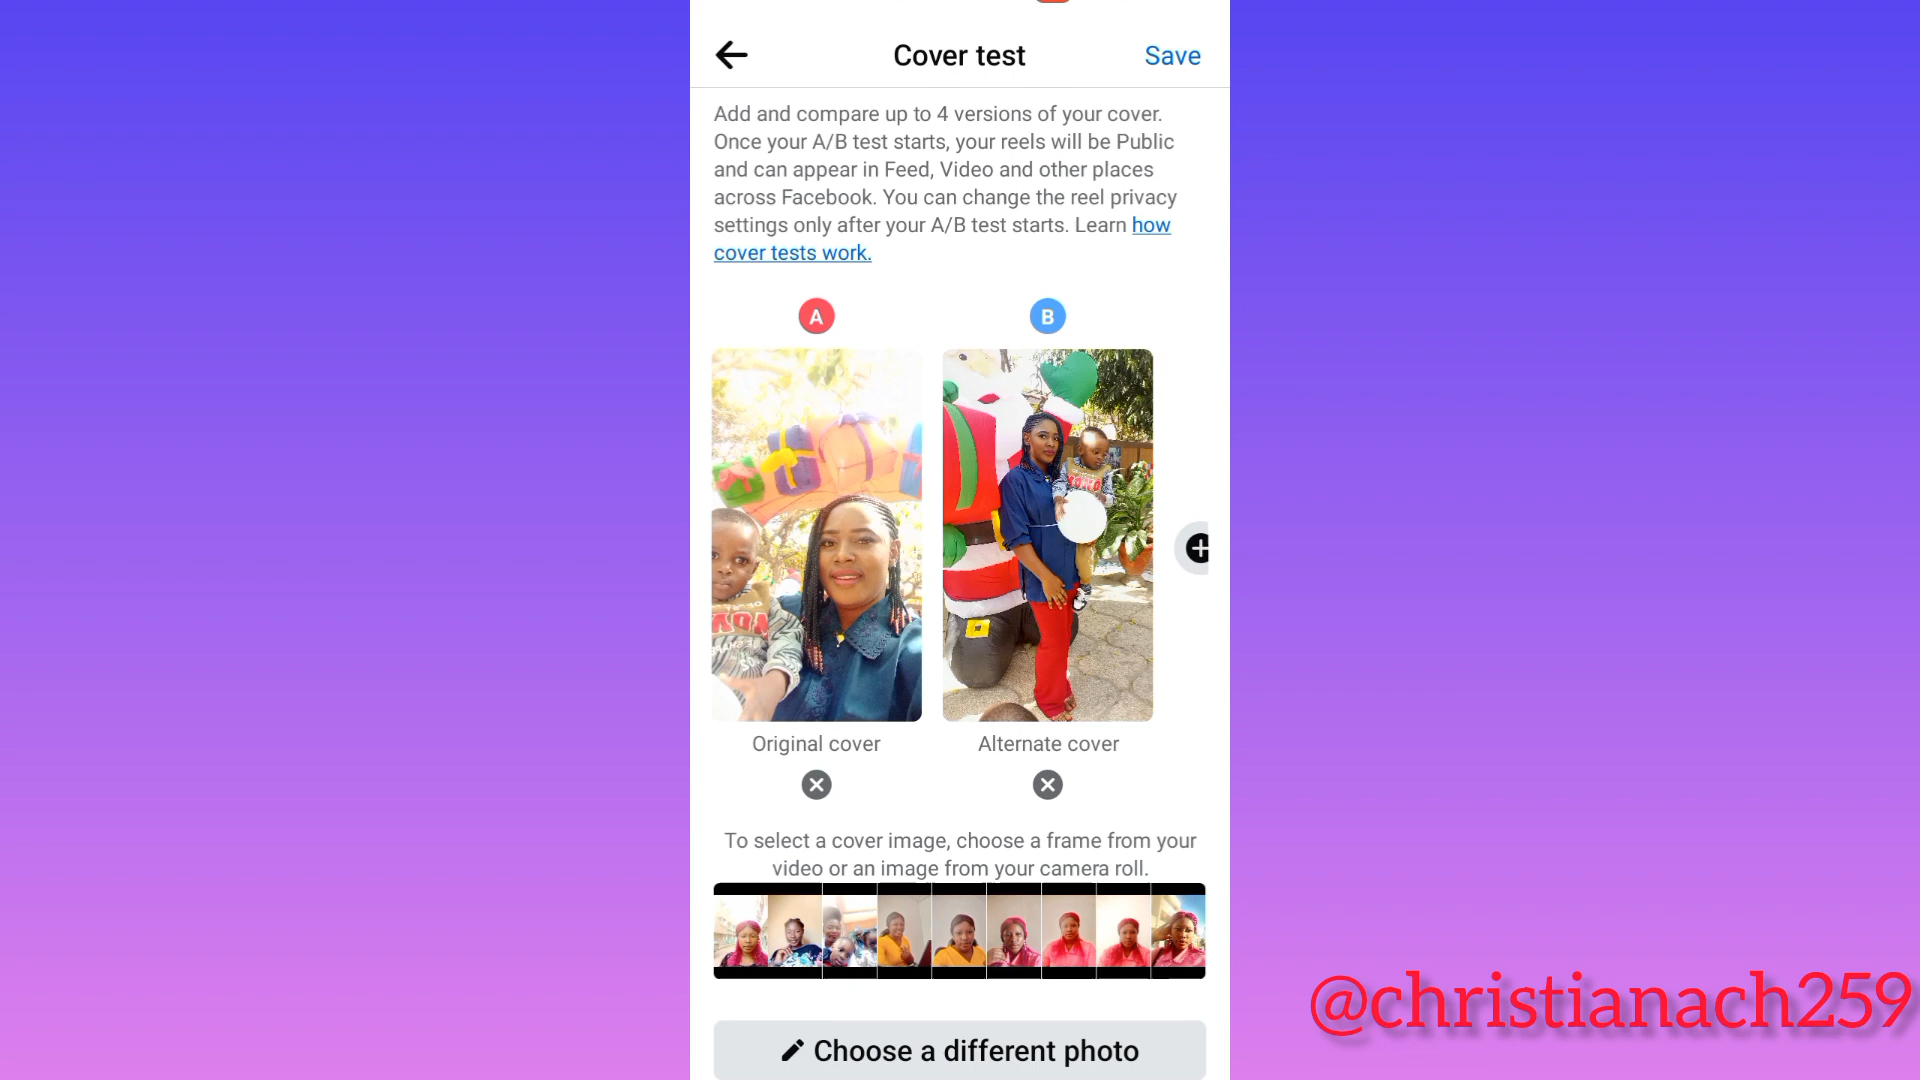 Cover test
Save
Add and compare up to 4 versions of your cover.
Once your A/B test starts, your reels will be Public
and can appear in Feed, Video and other places
across Facebook. You can change the reel privacy
settings only after your A/B test starts. Learn how
cover tests work.
A
B
Original cover
Alternate cover
To select a cover image, choose a frame from your
video or an image from your camera roll.
Choose a different photo
@christianach259